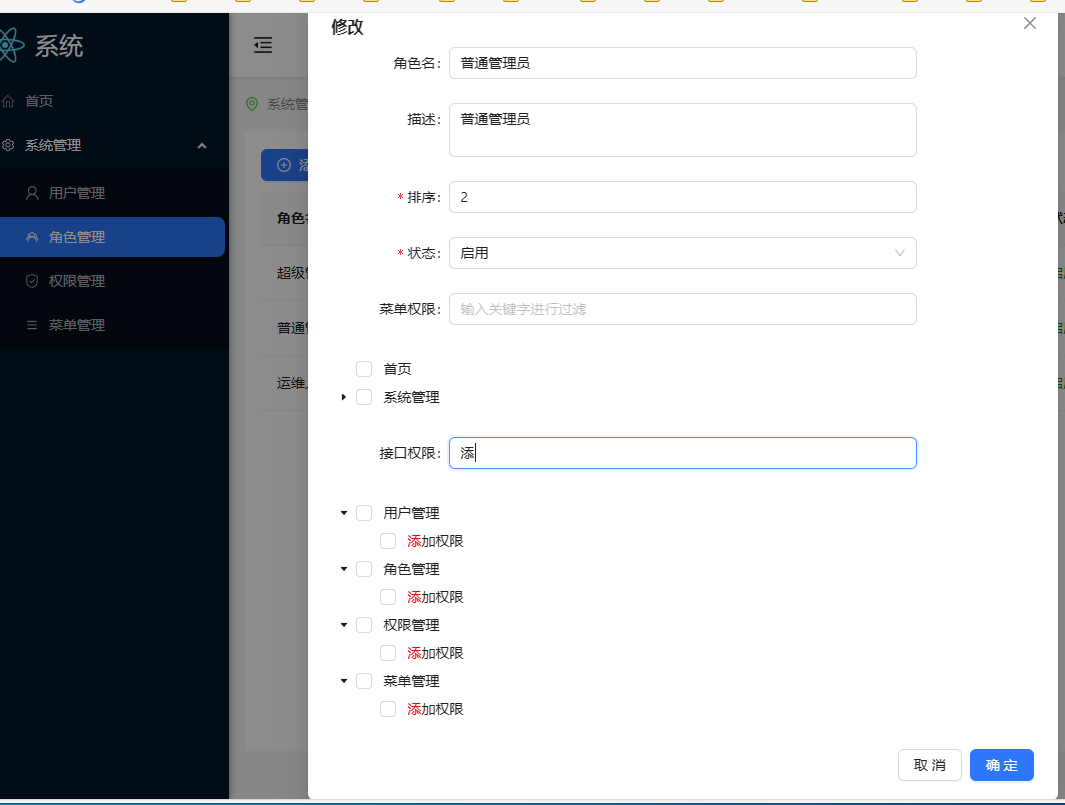 系统
首页
系统管理
用户管理
角色管理
权限管理
菜单管理
系统管
角色
超级
普通
运维
修改
角色名:
普通管理员
描述:
普通管理员
* 排序:
2
* 状态:
启用
菜单权限:
输入关键字进行过滤
首页
系统管理
接口权限:
添
用户管理
添加权限
角色管理
添加权限
权限管理
添加权限
菜单管理
添加权限
取 消
确 定